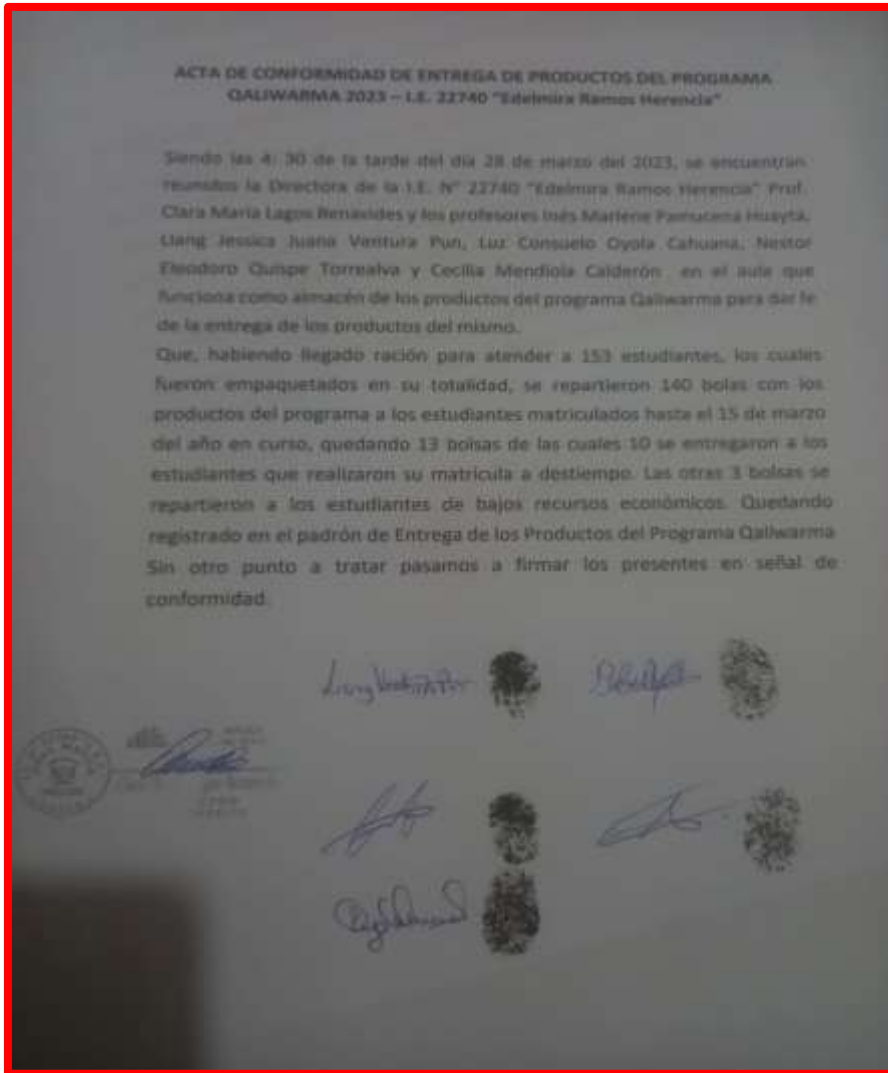 ACTA DE CONFORMIDAD DE ENTREGA DE PRODUCTOS DEL PROGRAMA
QALIWARMA 2023 – I.E. 22740 "Edelmira Ramos Herencia"
Siendo las 4: 30 de la tarde del día 28 de marzo del 2023, se encuentran
reunidos la Directora de la I.E. N° 22740 "Edelmira Ramos Herencia" Prof.
Clara María Lagos Benavides y los profesores Inés Marlene Pamucena Huayta,
Liang Jessica Juana Ventura Pun, Luz Consuelo Oyola Cahuana, Nestor
Eleodoro Quispe Torrealva y Cecilia Mendiola Calderón en el aula que
funciona como almacén de los productos del programa Qaliwarma para dar fe
de la entrega de los productos del mismo.
Que, habiendo llegado ración para atender a 153 estudiantes, los cuales
fueron empaquetados en su totalidad, se repartieron 140 bolas con los
productos del programa a los estudiantes matriculados hasta el 15 de marzo
del año en curso, quedando 13 bolsas de las cuales 10 se entregaron a los
estudiantes que realizaron su matricula a destiempo. Las otras 3 bolsas se
repartieron a los estudiantes de bajos recursos económicos. Quedando
registrado en el padrón de Entrega de los Productos del Programa Qaliwarma
Sin otro punto a tratar pasamos a firmar los presentes en señal de
conformidad.